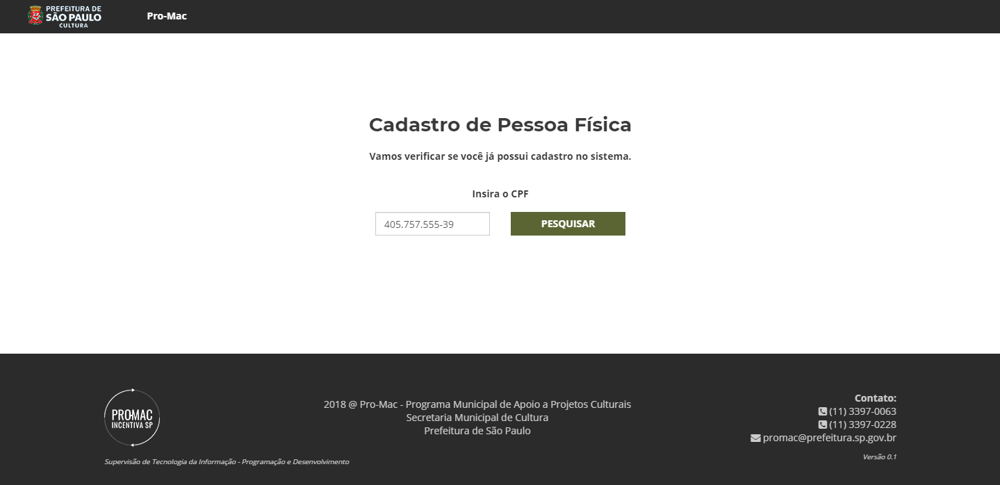 PREFEITURA DE
SÃO PAULO
CULTURA
Pro-Mac
Cadastro de Pessoa Física
Vamos verificar se você já possui cadastro no sistema.
Insira o CPF
405.757.555-39
PESQUISAR
PROMAC
INCENTIVA SP
Supervisão de Tecnologia da Informação - Programação e Desenvolvimento
2018 @ Pro-Mac - Programa Municipal de Apoio a Projetos Culturais
Secretaria Municipal de Cultura
Prefeitura de São Paulo
Contato:
(11) 3397-0063
(11) 3397-0228
promac@prefeitura.sp.gov.br
Versão 0.1